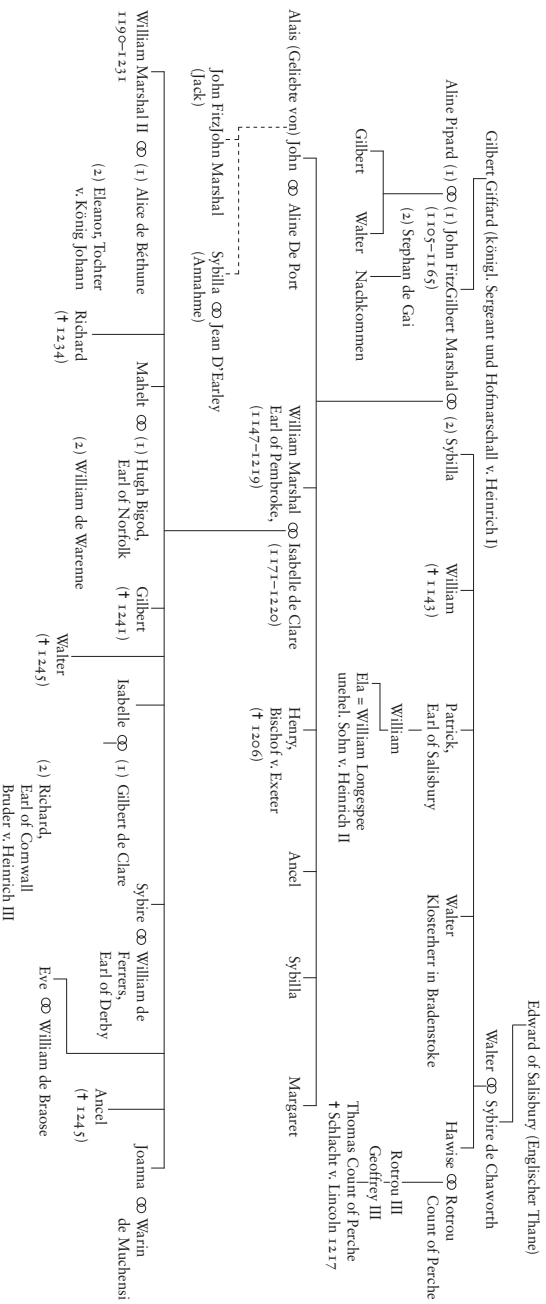 Edward of Salisbury (Englischer Thane)
Gilbert Giffard (königl. Sergeant und Hofmarschall v. Heinrich I)
Walter ⚭ Sybire de Chaworth
Aline Pipard (1) ⚭ (1) John FitzGilbert Marshal ⚭ (2) Sybilla
(1105–1165)
(2) Stephan de Gai
William
(† 1143)
Patrick,
Earl of Salisbury
Walter
Klosterherr in Bradenstoke
Hawise ⚭ Rotrou
Count of Perche
Gilbert
Walter
Nachkommen
William
Ela = William Longespee
unehel. Sohn v. Heinrich II
Rotrou III
Geoffrey III
Thomas Count of Perche
† Schlacht v. Lincoln 1217
Alais (Geliebte von) John ⚭ Aline De Port
William Marshal ⚭ Isabelle de Clare
Earl of Pembroke,
(1147–1219)
(1171–1220)
Henry,
Bischof v. Exeter
(† 1206)
Ancel
Sybilla
Margaret
John FitzJohn Marshal
(Jack)
Sybilla ⚭ Jean D'Earley
(Annahme)
William Marshal II ⚭ (1) Alice de Béthune
1190–1231
(2) Eleanor, Tochter
v. König Johann
Richard
(† 1234)
Mahelt ⚭ (1) Hugh Bigod,
Earl of Norfolk
(2) William de Warenne
Gilbert
(† 1241)
Walter
(† 1245)
Isabelle ⚭ (1) Gilbert de Clare
(2) Richard,
Earl of Cornwall
Bruder v. Heinrich III
Sybire ⚭ William de
Ferrers,
Earl of Derby
Eve ⚭ William de Braose
Ancel
(† 1245)
Joanna ⚭ Warin
de Muchensi